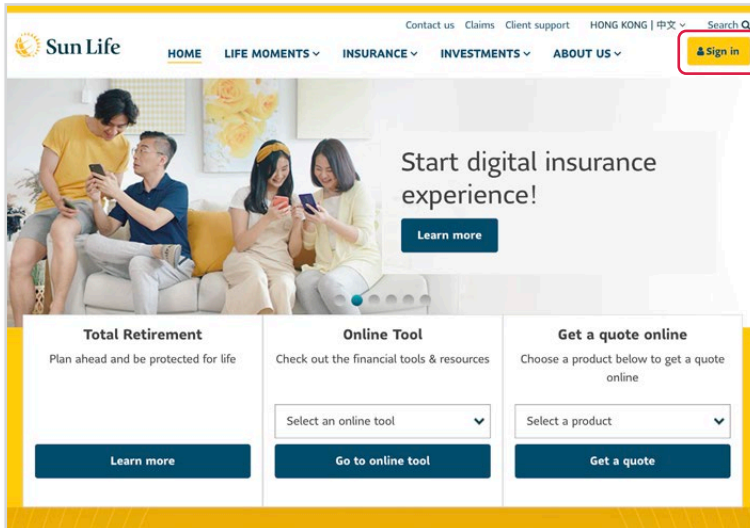 Contact us Claims Client support HONG KONG | 中文 Search
Sun Life
HOME LIFE MOMENTS INSURANCE INVESTMENTS ABOUT US
Sign in
Start digital insurance
experience!
Learn more
Total Retirement
Plan ahead and be protected for life
Learn more
Online Tool
Check out the financial tools & resources
Select an online tool
Go to online tool
Get a quote online
Choose a product below to get a quote
online
Select a product
Get a quote